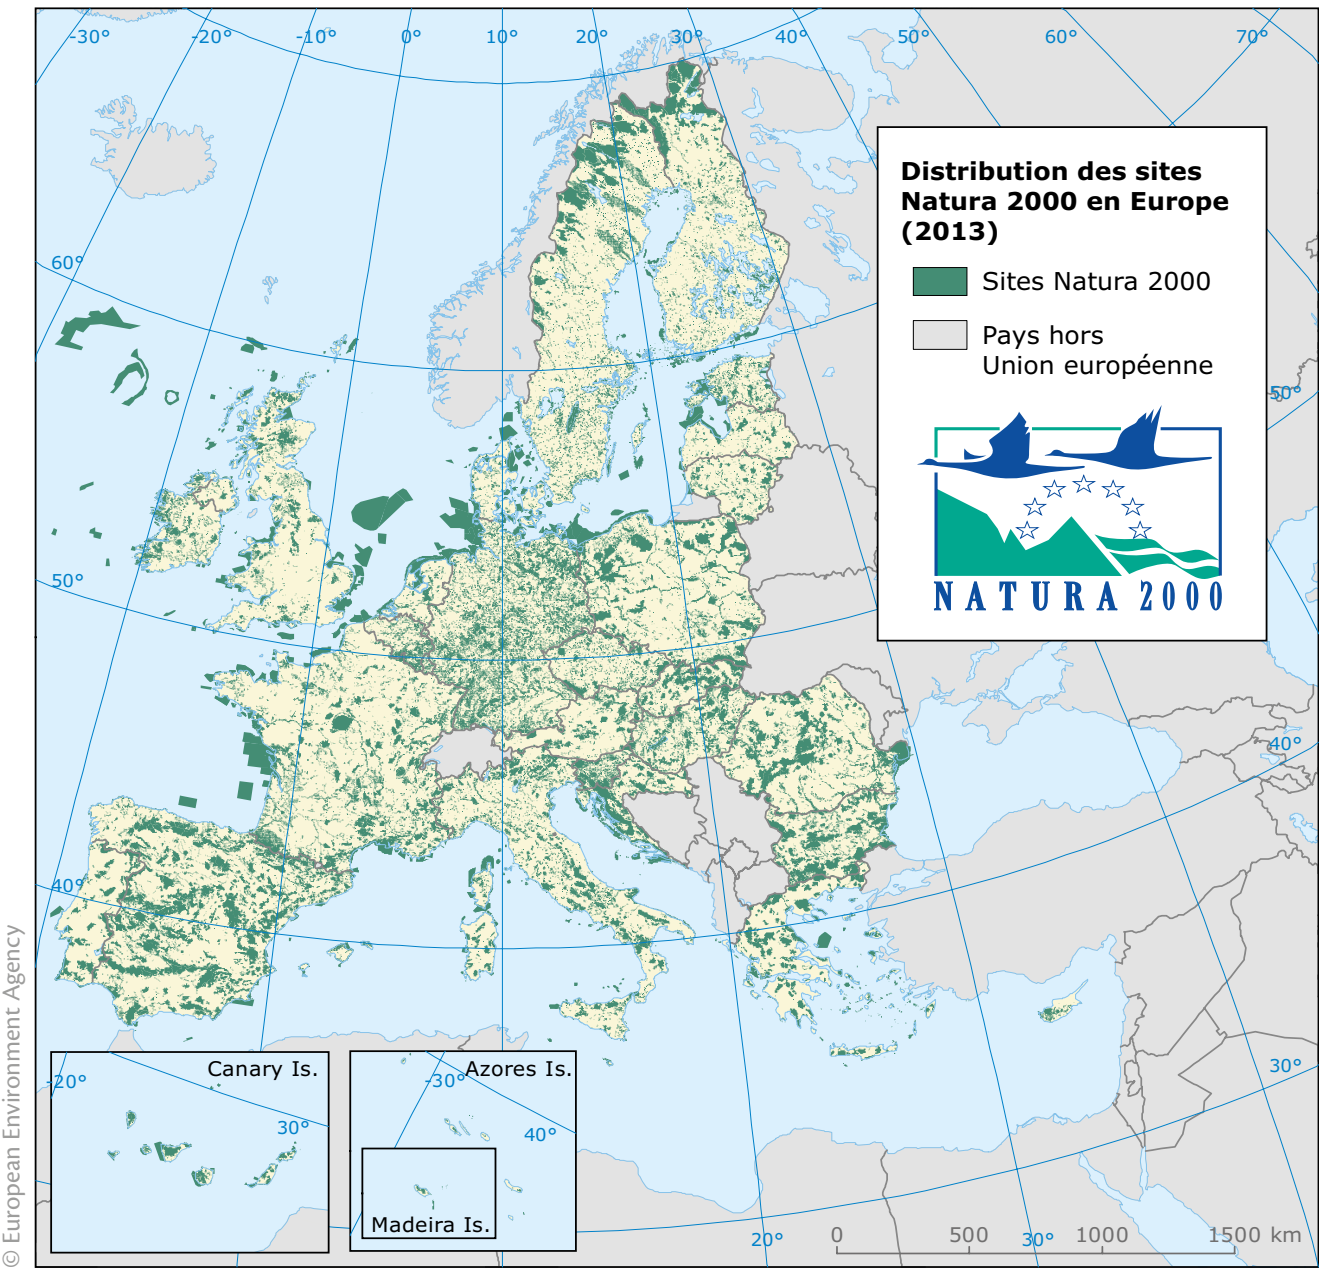 -30°
-20°
-10°
0°
10°
20°
30°
40°
50°
60°
70°
Distribution des sites
Natura 2000 en Europe
(2013)
Sites Natura 2000
Pays hors
Union européenne
NATURA 2000
60°
50°
40°
50°
40°
30°
Canary Is.
-20°
30°
Azores Is.
-30°
40°
Madeira Is.
20°
30°
0
500
1000
1500 km
© European Environment Agency